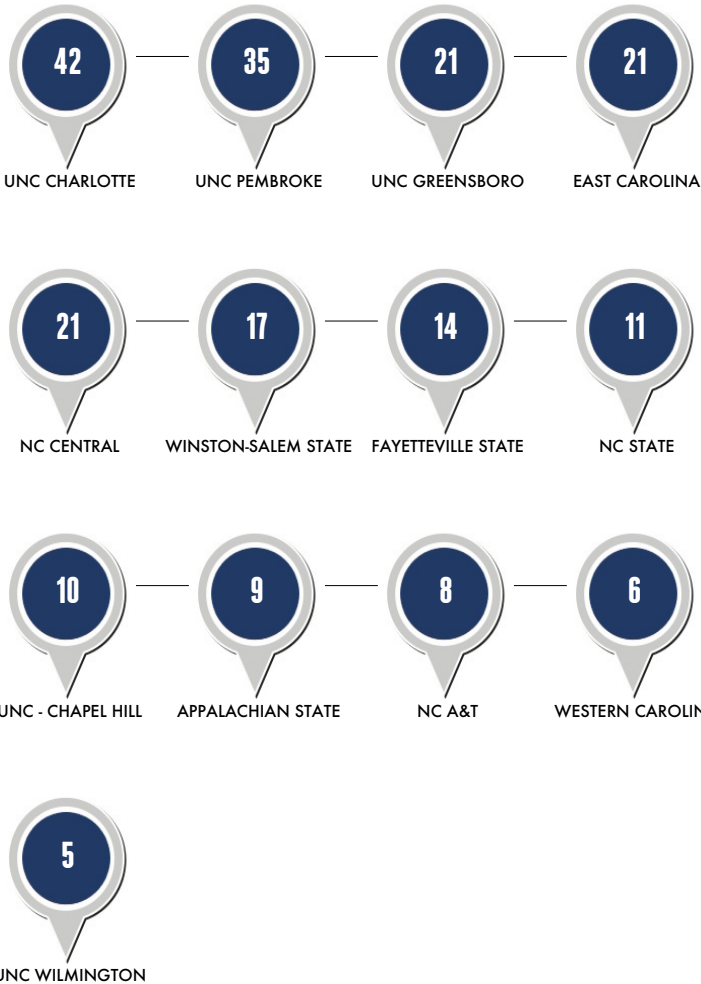 42 35 21 21
UNC CHARLOTTE UNC PEMBROKE UNC GREENSBORO EAST CAROLINA
21 17 14 11
NC CENTRAL WINSTON-SALEM STATE FAYETTEVILLE STATE NC STATE
10 9 8 6
UNC - CHAPEL HILL APPALACHIAN STATE NC A&T WESTERN CAROLIN
5
UNC WILMINGTON